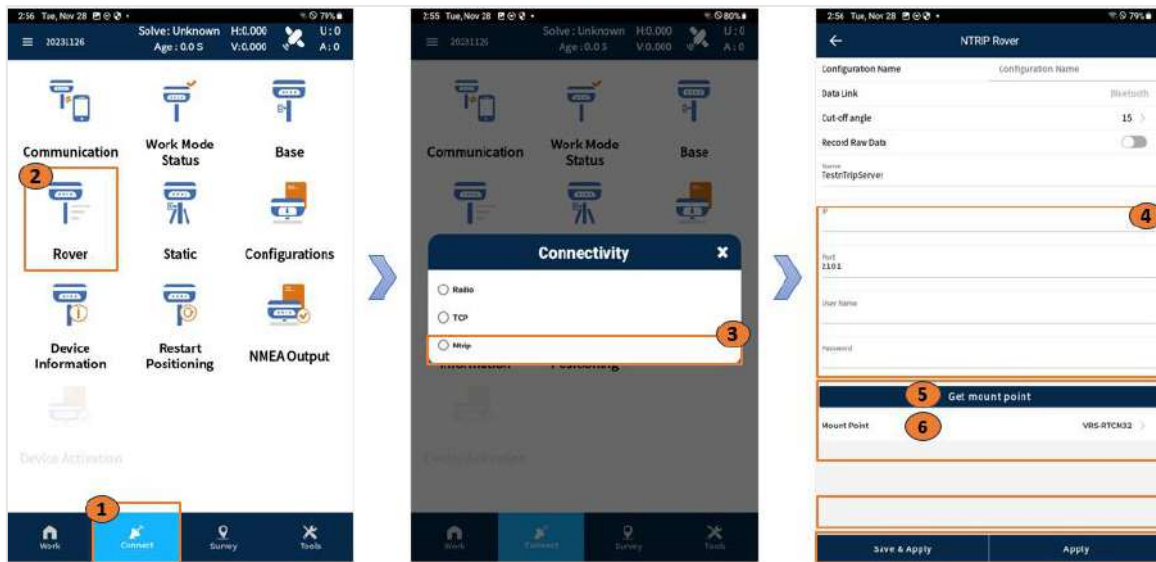 2:56 Tue, Nov 28
79%
20231126
Solve: Unknown
Age : 0.0 S
H:0.000
V:0.000
U: 0
A: 0
Communication
Work Mode
Status
Base
2
Rover
Static
Configurations
Device
Information
Restart
Positioning
NMEA Output
Device Activation
1
Work
Connect
Survey
Tools
2:55 Tue, Nov 28
80%
20231126
Solve: Unknown
Age : 0.0 S
H:0.000
V:0.000
U: 0
A: 0
Communication
Work Mode
Status
Base
Connectivity
Radio
TCP
3
Ntrip
Information
Positioning
Device Activation
Work
Connect
Survey
Tools
2:56 Tue, Nov 28
79%
NTRIP Rover
Configuration Name
Configuration Name
Data Link
Bluetooth
Cut-off angle
15
Record Raw Data
Name
TestnTripServer
IP
4
Port
2101
User Name
Password
5
Get mount point
Mount Point
6
VRS-RTCM32
Save & Apply
Apply